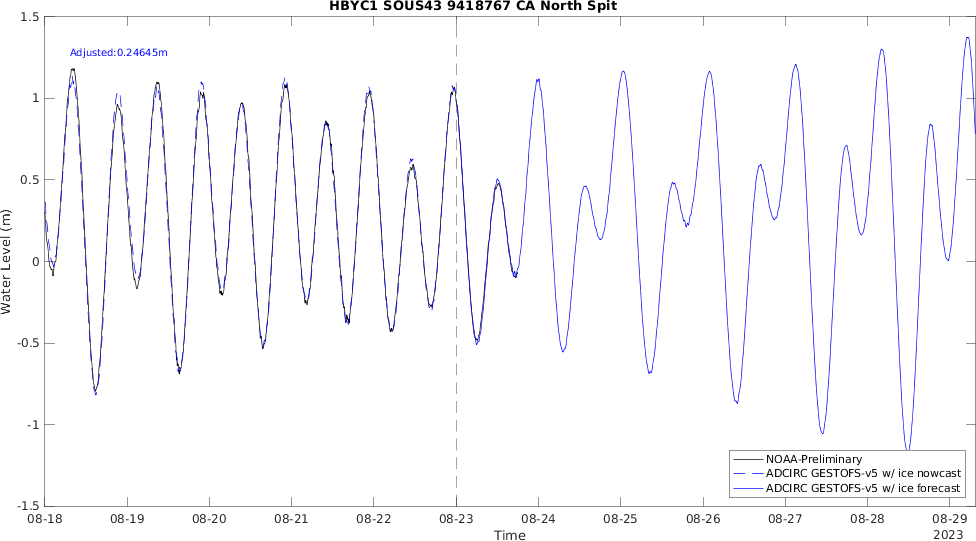 HBYC1 SOUS43 9418767 CA North Spit
Adjusted:0.24645m
Water Level (m)
1.5
1
0.5
0
-0.5
-1
-1.5
NOAA-Preliminary
ADCIRC GESTOFS-v5 w/ ice nowcast
ADCIRC GESTOFS-v5 w/ ice forecast
08-18 08-19 08-20 08-21 08-22 08-23 08-24 08-25 08-26 08-27 08-28 08-29
2023
Time